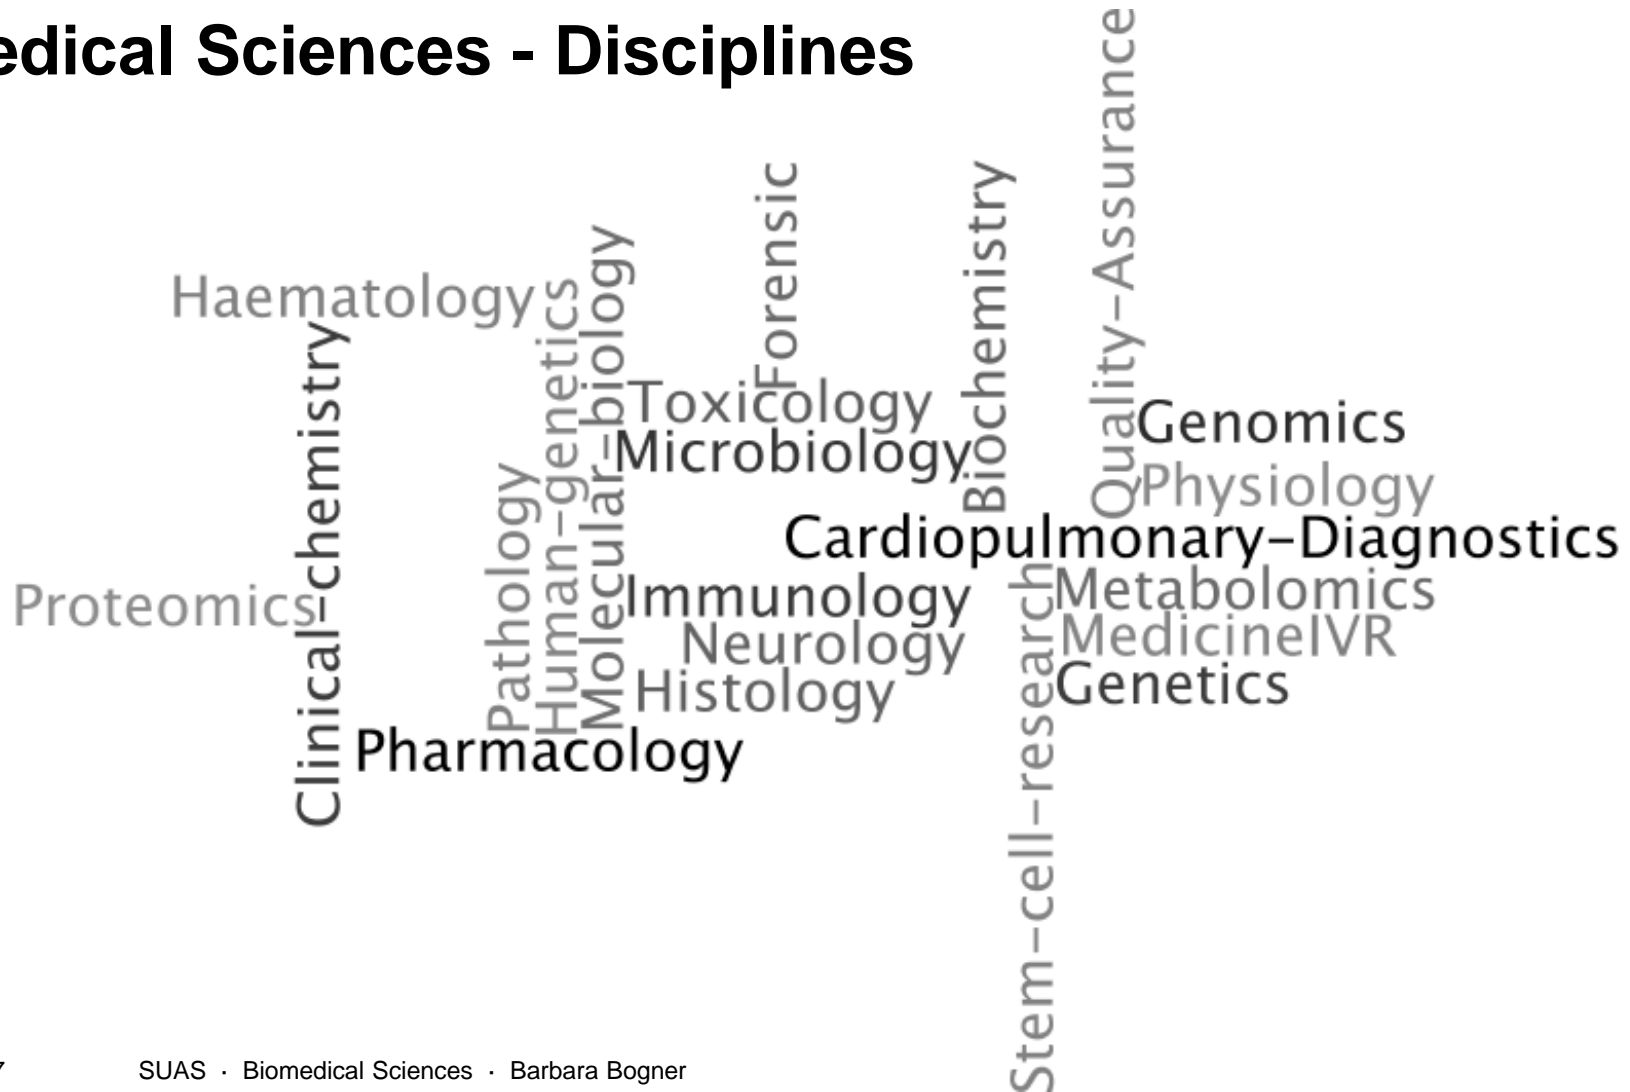 edical Sciences - Disciplines
Quality-Assurance
Forensic
Biochemistry
Molecular-biology
Haematology
Human-genetics
Clinical-chemistry
Toxicology
Genomics
Microbiology
Pathology
Physiology
Cardiopulmonary-Diagnostics
Proteomics
Immunology
Stem-cell-research
Metabolomics
Neurology
MedicineIVR
Histology
Genetics
Pharmacology
SUAS · Biomedical Sciences · Barbara Bogner